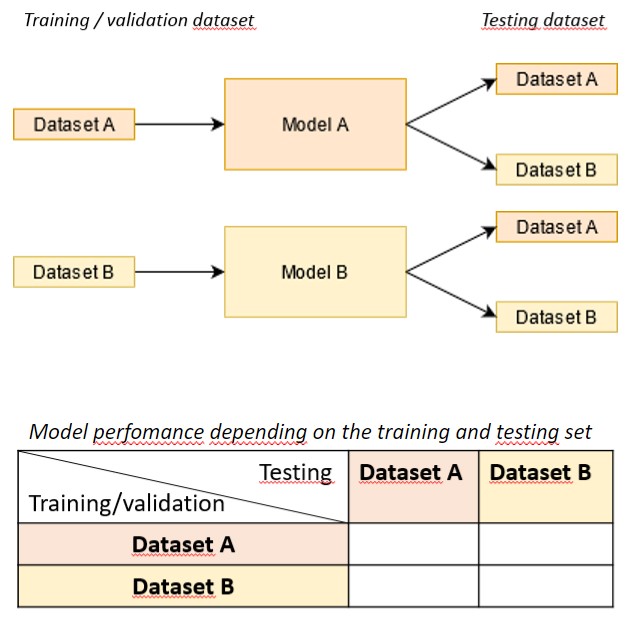 Training / validation dataset
Testing dataset
Dataset A
Model A
Dataset A
Dataset B
Dataset B
Model B
Dataset A
Dataset B
Model perfomance depending on the training and testing set
Testing
Training/validation
Dataset A
Dataset B
Dataset A
Dataset B